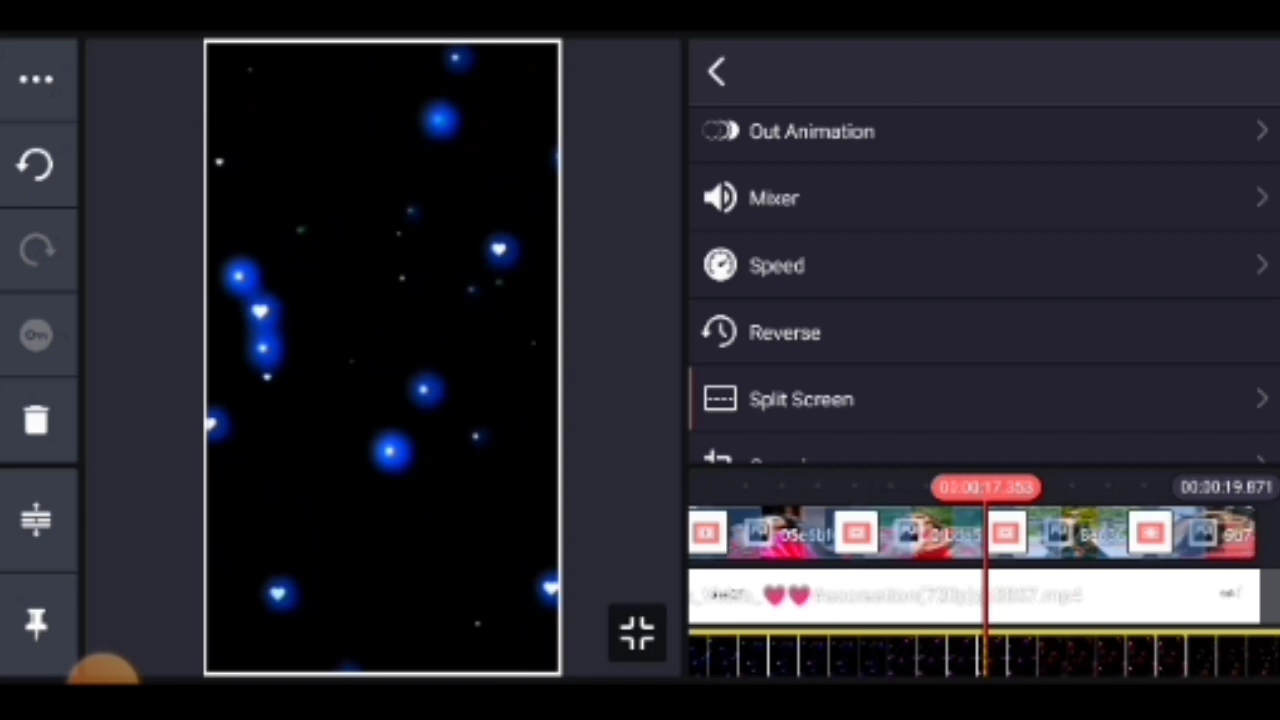 Out Animation
Mixer
Speed
Reverse
Split Screen
00:00:17.353
00:00:19.871